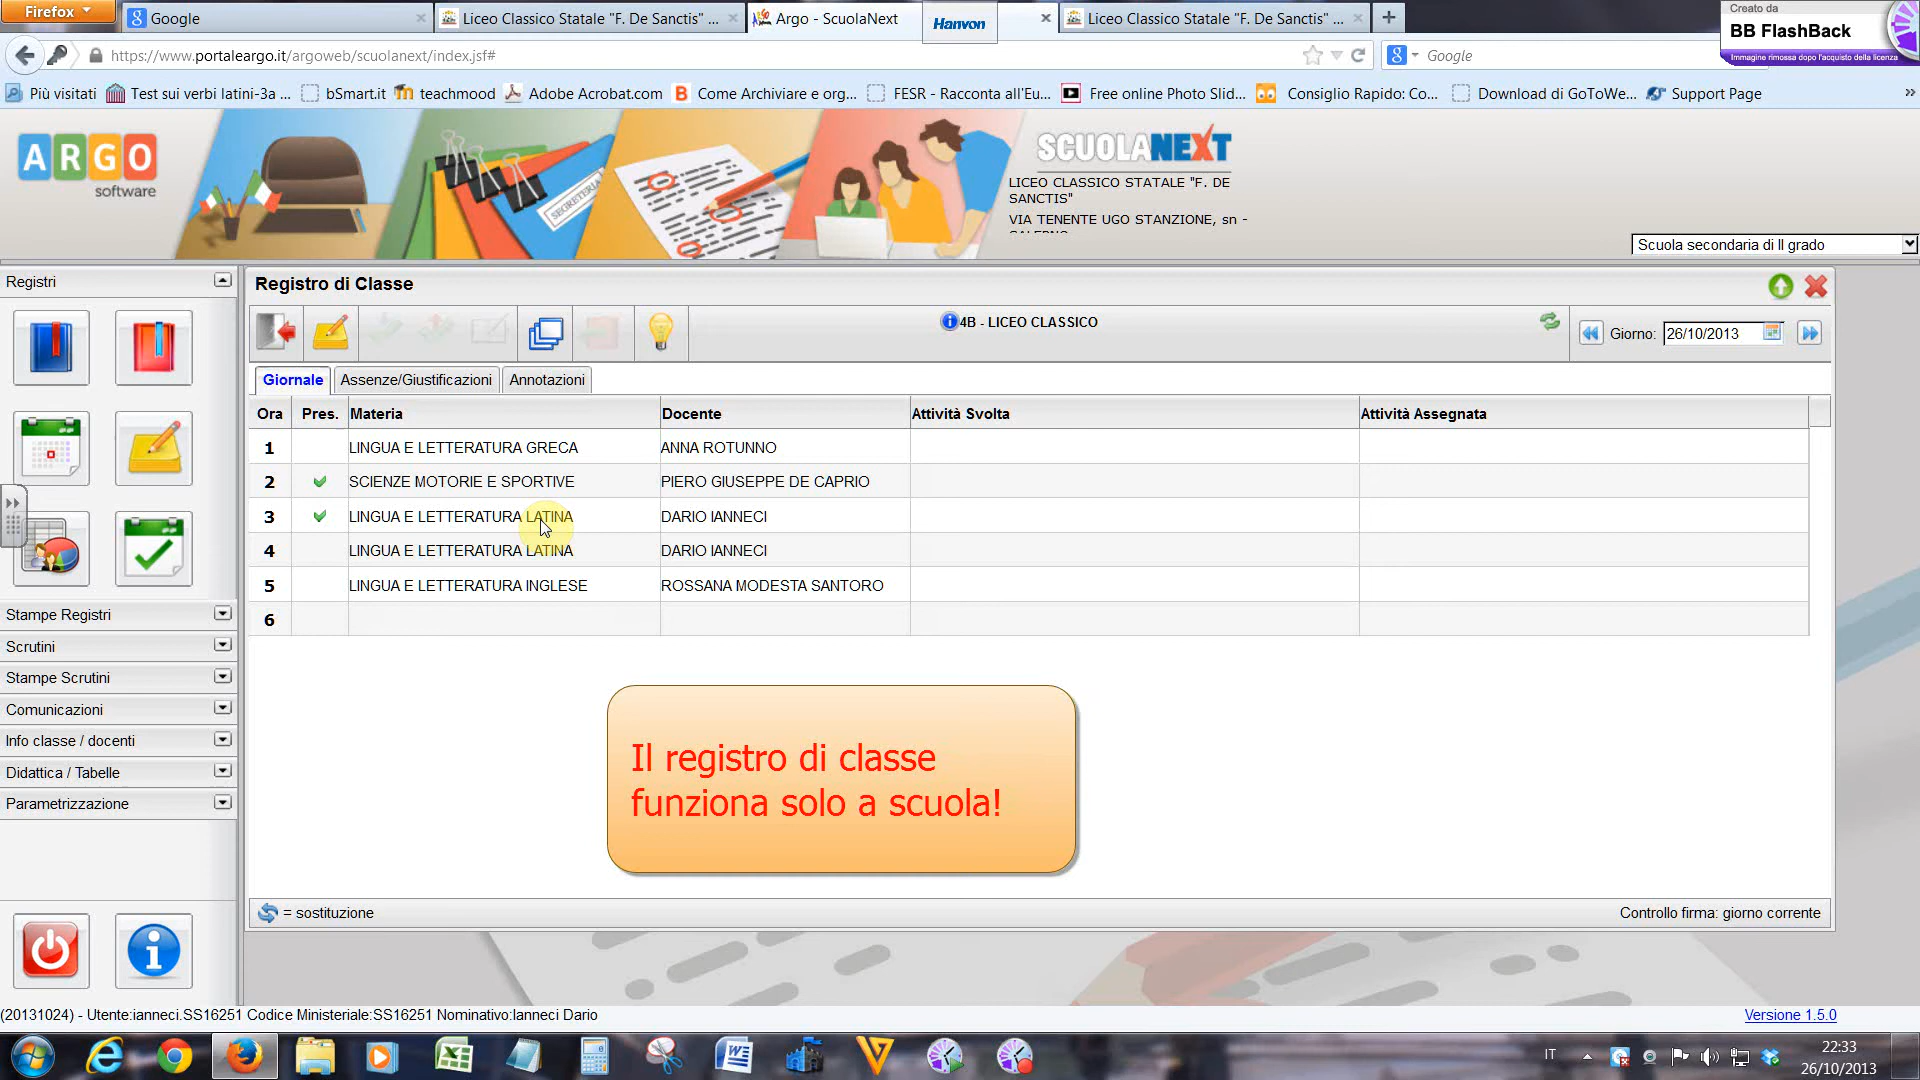 Firefox
Google
Liceo Classico Statale "F. De Sanctis" ...
Argo - ScuolaNext
Hanvon
Liceo Classico Statale "F. De Sanctis" ...
Creato da
BB FlashBack
Immagine rimossa dopo l'acquisto della licenza
https://www.portaleargo.it/argoweb/scuolanext/index.jsf#
Google
Più visitati
Test sui verbi latini-3a ...
bSmart.it
teachmood
Adobe Acrobat.com
Come Archiviare e org...
FESR - Racconta all'Eu...
Free online Photo Slid...
Consiglio Rapido: Co...
Download di GoToWe...
Support Page
ARGO
software
SEGRETERIA
SCUOLANEXT
LICEO CLASSICO STATALE "F. DE
SANCTIS"
VIA TENENTE UGO STANZIONE, sn -
Scuola secondaria di II grado
Registri
Registro di Classe
4B - LICEO CLASSICO
Giorno: 26/10/2013
Giornale
Assenze/Giustificazioni
Annotazioni
Ora Pres. Materia Docente Attività Svolta Attività Assegnata
1 LINGUA E LETTERATURA GRECA ANNA ROTUNNO
2 SCIENZE MOTORIE E SPORTIVE PIERO GIUSEPPE DE CAPRIO
3 LINGUA E LETTERATURA LATINA DARIO IANNECI
4 LINGUA E LETTERATURA LATINA DARIO IANNECI
5 LINGUA E LETTERATURA INGLESE ROSSANA MODESTA SANTORO
6
Stampe Registri
Scrutini
Stampe Scrutini
Comunicazioni
Info classe / docenti
Didattica / Tabelle
Parametrizzazione
Il registro di classe
funziona solo a scuola!
= sostituzione
Controllo firma: giorno corrente
(20131024) - Utente:ianneci.SS16251 Codice Ministeriale:SS16251 Nominativo:Ianneci Dario
Versione 1.5.0
IT
22:33
26/10/2013